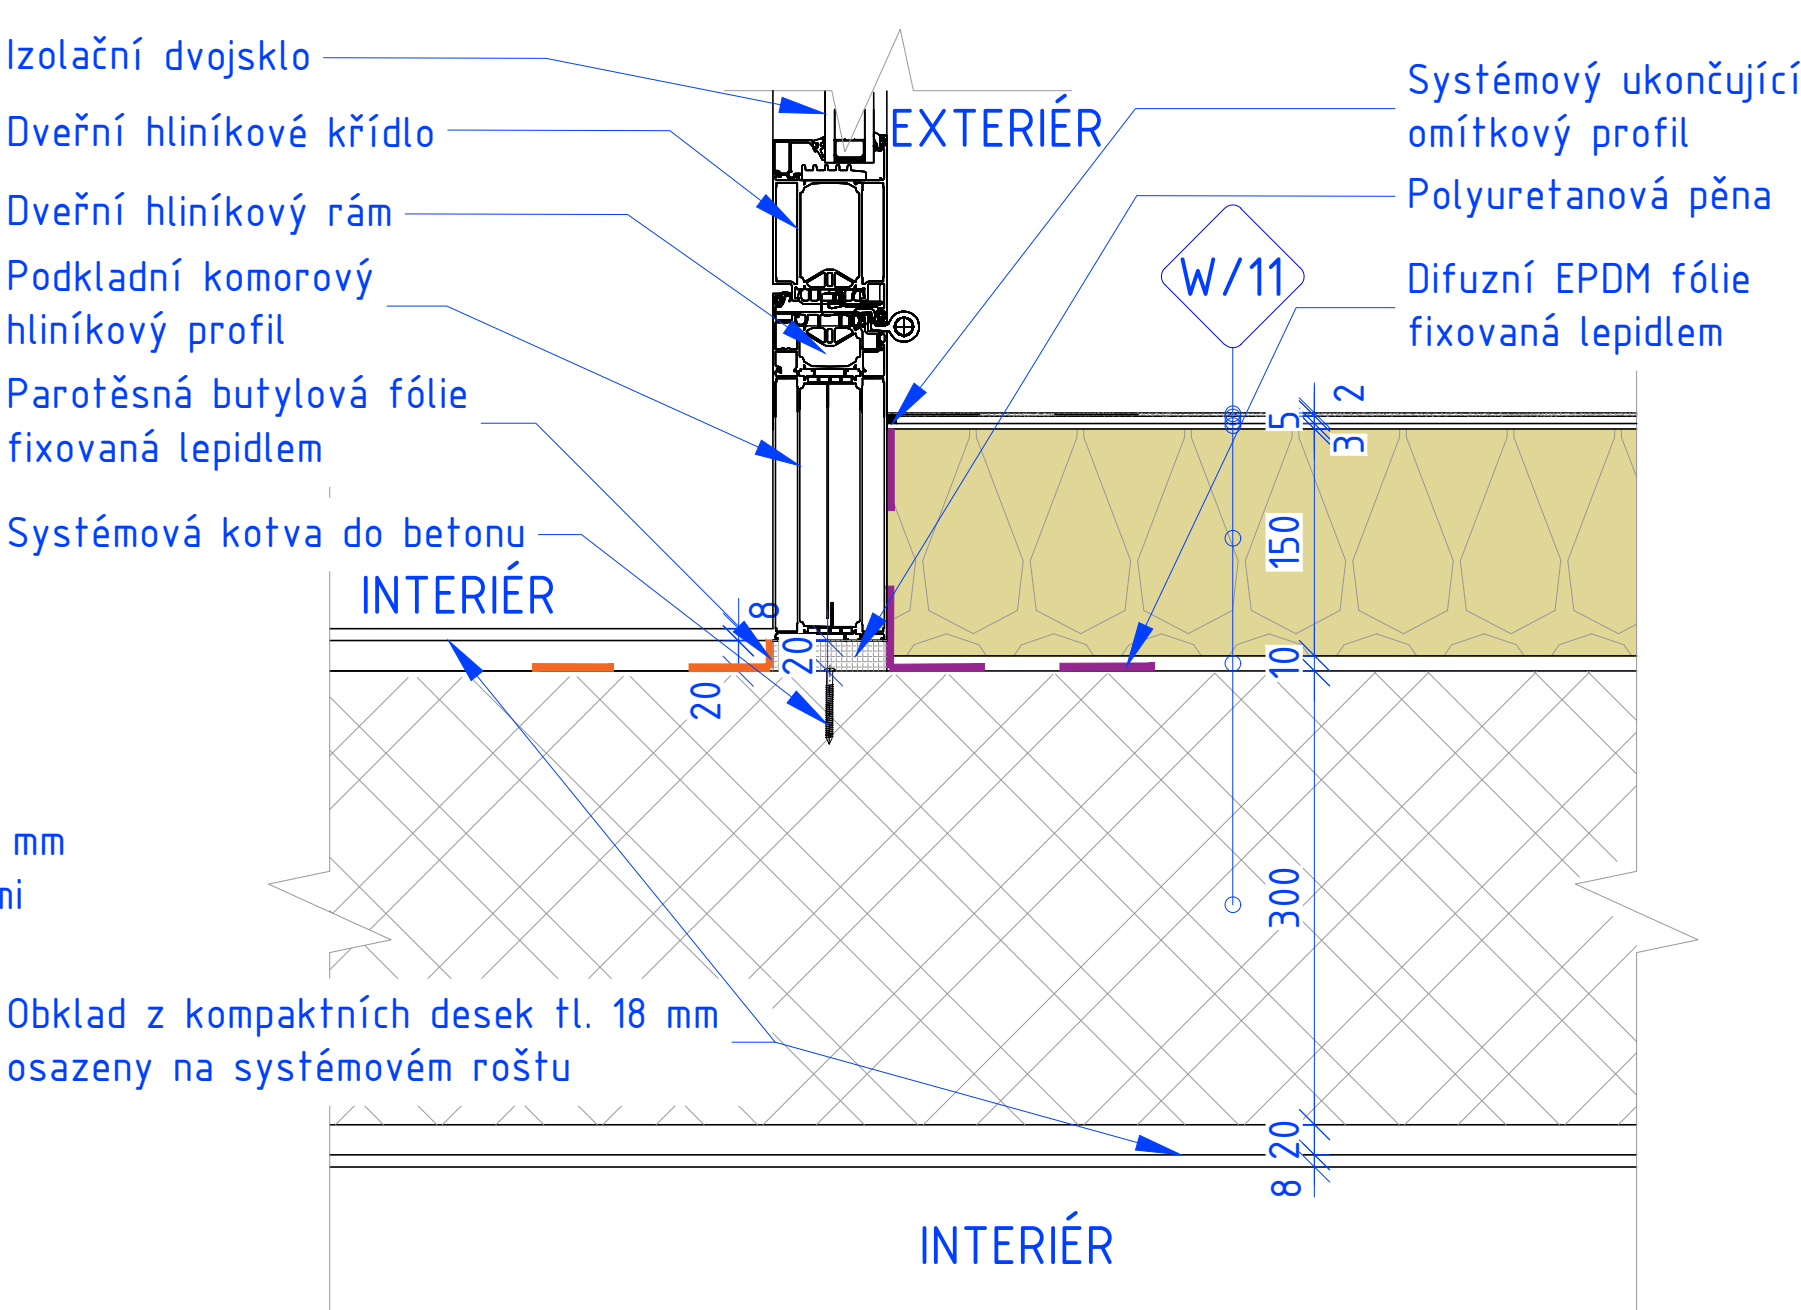 Izolační dvojsklo
Dveřní hliníkové křídlo
Dveřní hliníkový rám
Podkladní komorový
hliníkový profil
Parotěsná butylová fólie
fixovaná lepidlem
Systémová kotva do betonu
INTERIÉR
EXTERIÉR
Systémový ukončující
omítkový profil
Polyuretanová pěna
W/11
Difuzní EPDM fólie
fixovaná lepidlem
2
5
3
150
10
300
20
8
8
20
20
mm
mi
Obklad z kompaktních desek tl. 18 mm
osazeny na systémovém roštu
INTERIÉR